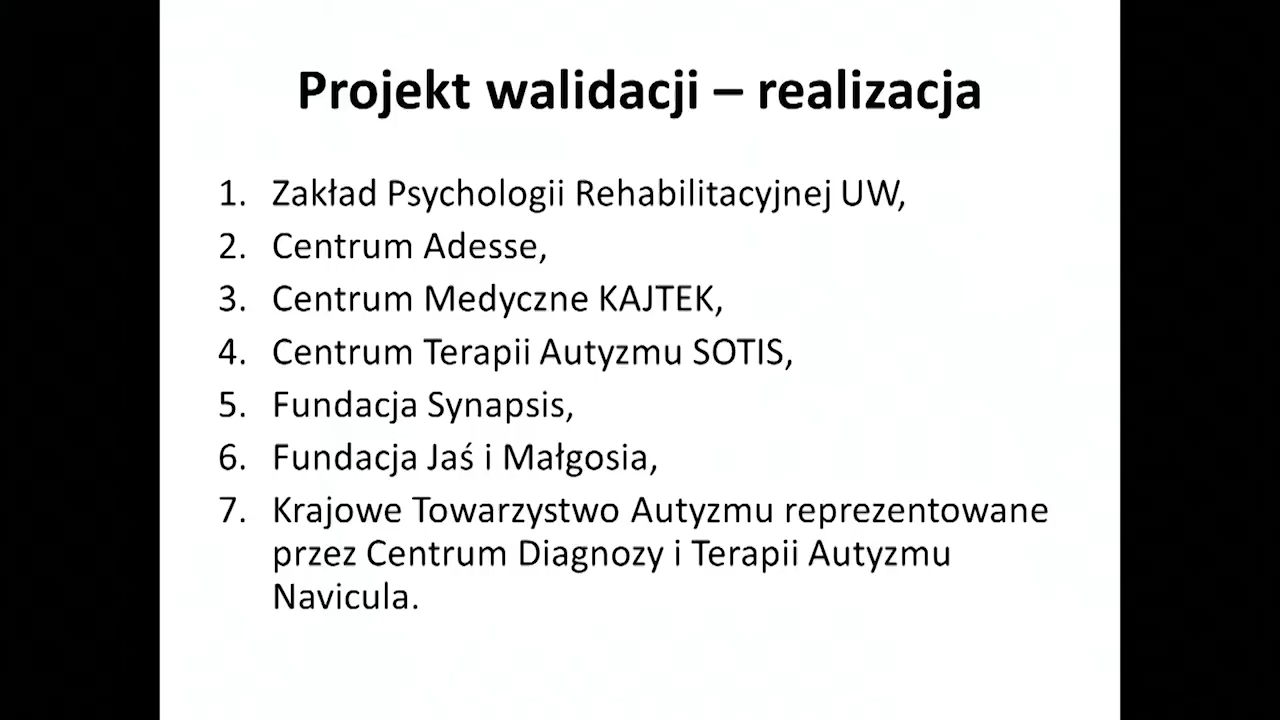 Projekt walidacji – realizacja
1. Zakład Psychologii Rehabilitacyjnej UW,
2. Centrum Adesse,
3. Centrum Medyczne KAJTEK,
4. Centrum Terapii Autyzmu SOTIS,
5. Fundacja Synapsis,
6. Fundacja Jaś i Małgosia,
7. Krajowe Towarzystwo Autyzmu reprezentowane
przez Centrum Diagnozy i Terapii Autyzmu
Navicula.